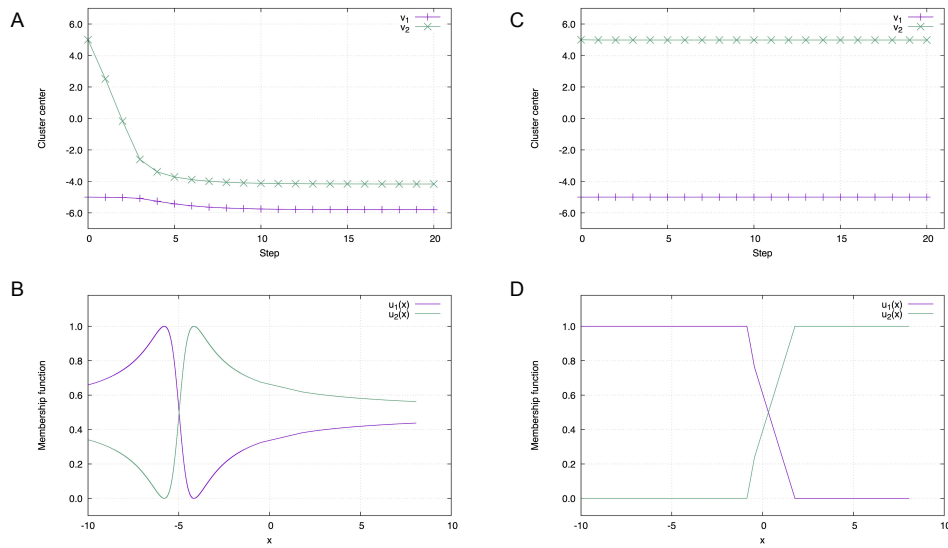 A
6.0
4.0
2.0
0.0
-2.0
-4.0
-6.0
Cluster center
0 5 10 15 20
Step
v1
v2
C
6.0
4.0
2.0
0.0
-2.0
-4.0
-6.0
Cluster center
0 5 10 15 20
Step
v1
v2
B
1.0
0.8
0.6
0.4
0.2
0.0
Membership function
-10 -5 0 5 10
x
u1(x)
u2(x)
D
1.0
0.8
0.6
0.4
0.2
0.0
Membership function
-10 -5 0 5 10
x
u1(x)
u2(x)